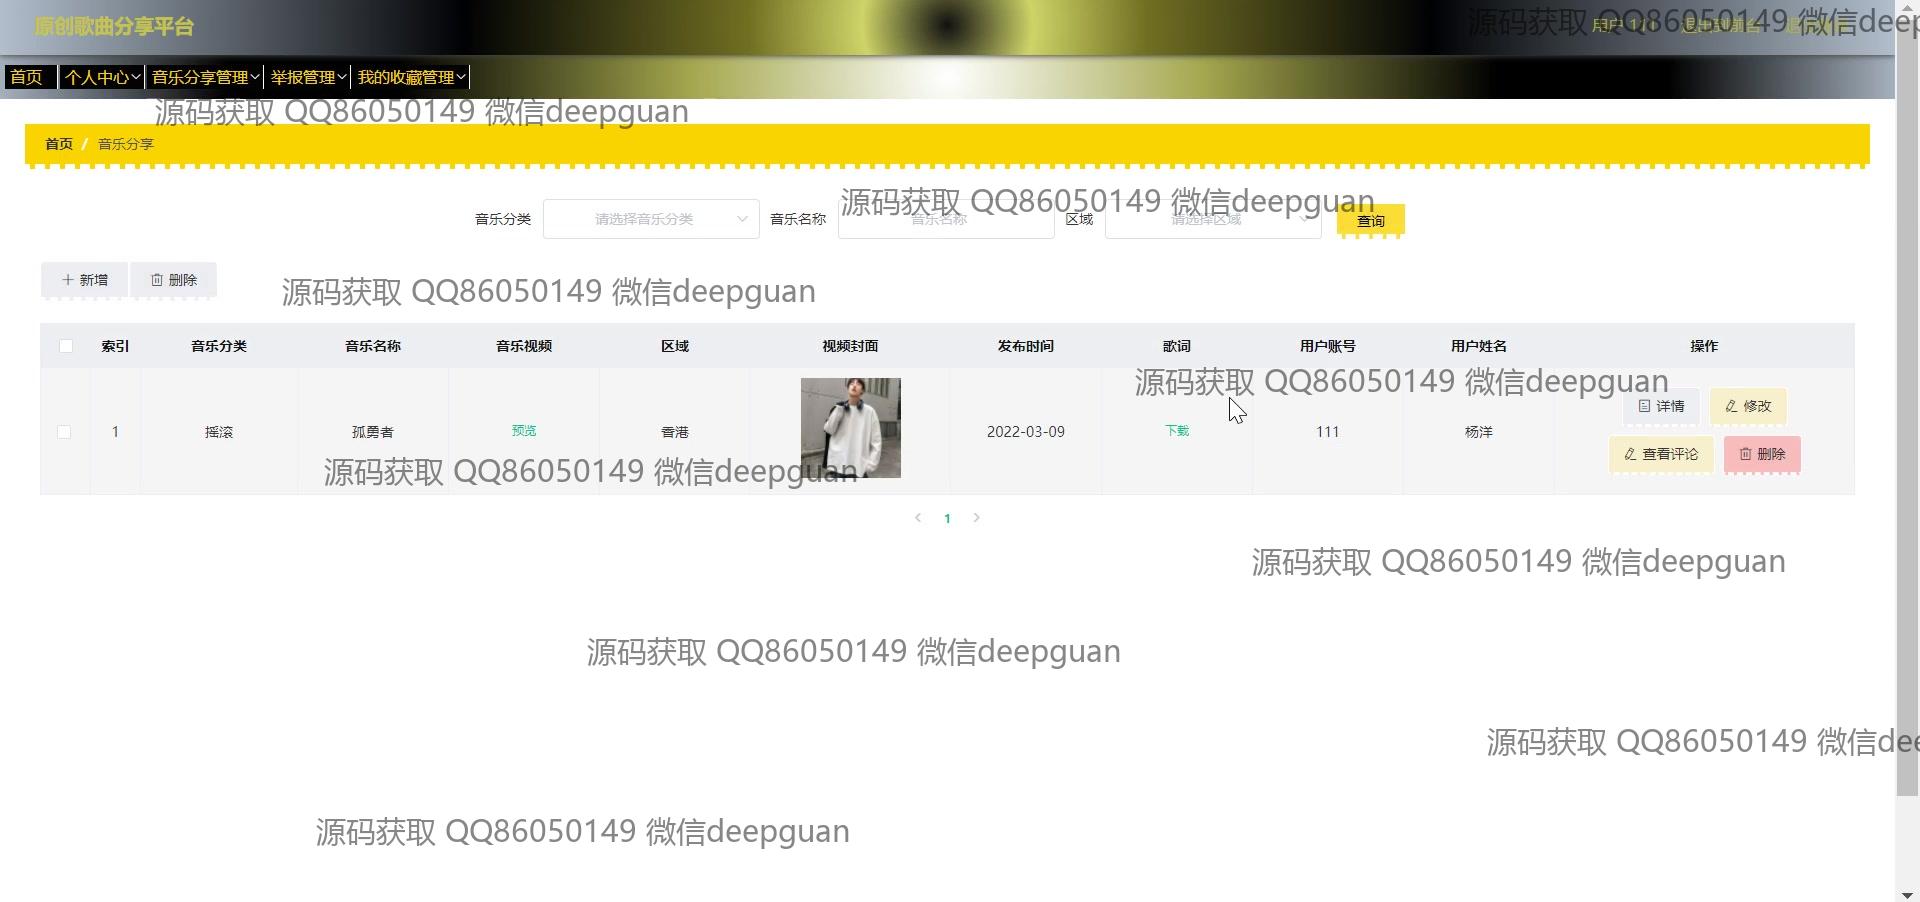 原创歌曲分享平台
源码获取 QQ86050149 微信deep
首页 个人中心 音乐分享管理 举报管理 我的收藏管理
源码获取 QQ86050149 微信deepguan
首页 / 音乐分享
源码获取 QQ86050149 微信deepguan
音乐分类 请选择音乐分类 音乐名称 音乐名称 区域 请选择区域 查询
新增 删除
源码获取 QQ86050149 微信deepguan
索引 音乐分类 音乐名称 音乐视频 区域 视频封面 发布时间 歌词 用户账号 用户姓名 操作
源码获取 QQ86050149 微信deepguan
详情 修改
1 摇滚 孤勇者 预览 香港 2022-03-09 下载 111 杨洋
查看评论 删除
源码获取 QQ86050149 微信deepguan
1
源码获取 QQ86050149 微信deepguan
源码获取 QQ86050149 微信deepguan
源码获取 QQ86050149 微信dee
源码获取 QQ86050149 微信deepguan